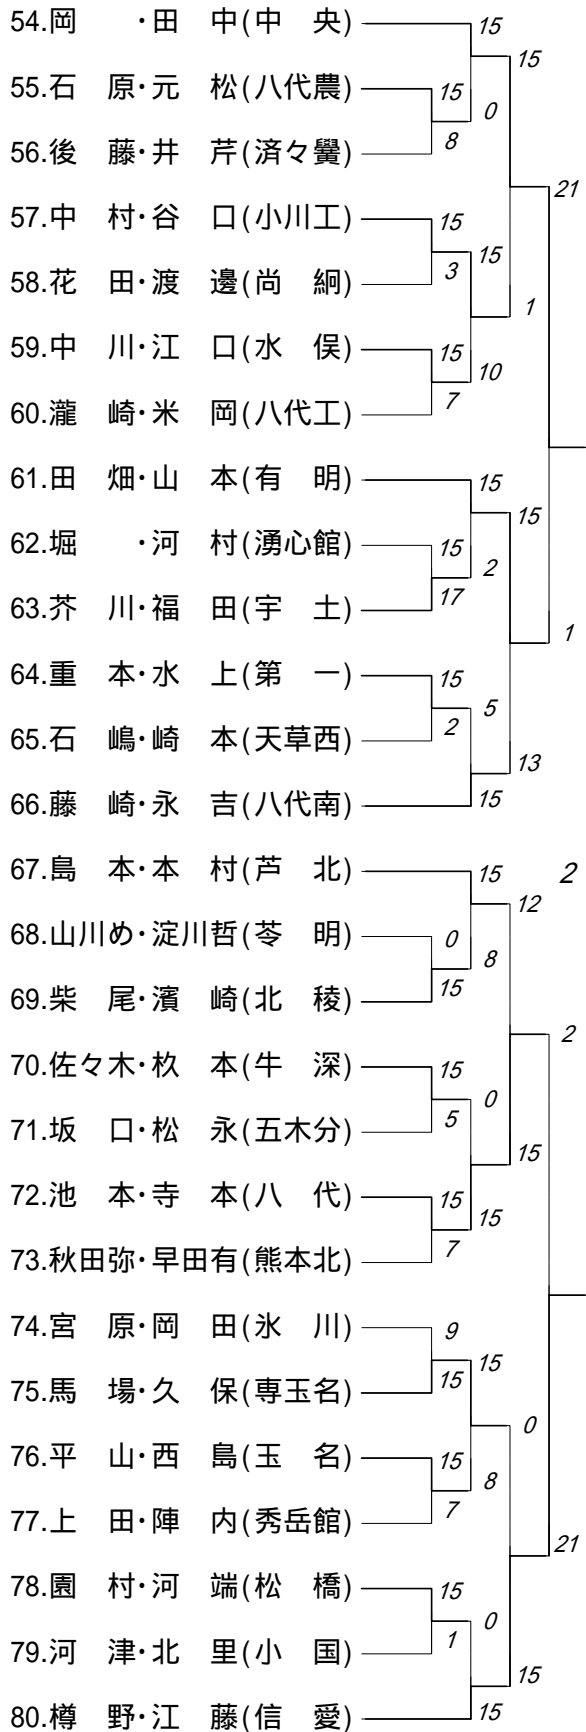 54.岡　　・田　中(中　央)
15
15
55.石　原・元　松(八代農)
15
0
8
56.後　藤・井　芹(済々黌)
21
57.中　村・谷　口(小川工)
15
15
3
58.花　田・渡　邊(尚　絅)
1
59.中　川・江　口(水　俣)
15
10
7
60.瀧　崎・米　岡(八代工)
61.田　畑・山　本(有　明)
15
15
62.堀　　・河　村(湧心館)
15
2
17
63.芥　川・福　田(宇　土)
1
64.重　本・水　上(第　一)
15
5
2
65.石　嶋・崎　本(天草西)
13
66.藤　崎・永　吉(八代南)
15
67.島　本・本　村(芦　北)
15
2
12
68.山川め・淀川哲(苓　明)
0
8
15
69.柴　尾・濱　崎(北　稜)
2
70.佐々木・杦　本(牛　深)
15
0
5
71.坂　口・松　永(五木分)
15
72.池　本・寺　本(八　代)
15
15
7
73.秋田弥・早田有(熊本北)
74.宮　原・岡　田(氷　川)
9
15
15
75.馬　場・久　保(専玉名)
0
76.平　山・西　島(玉　名)
15
8
7
77.上　田・陣　内(秀岳館)
21
78.園　村・河　端(松　橋)
15
0
1
79.河　津・北　里(小　国)
15
80.樽　野・江　藤(信　愛)
15